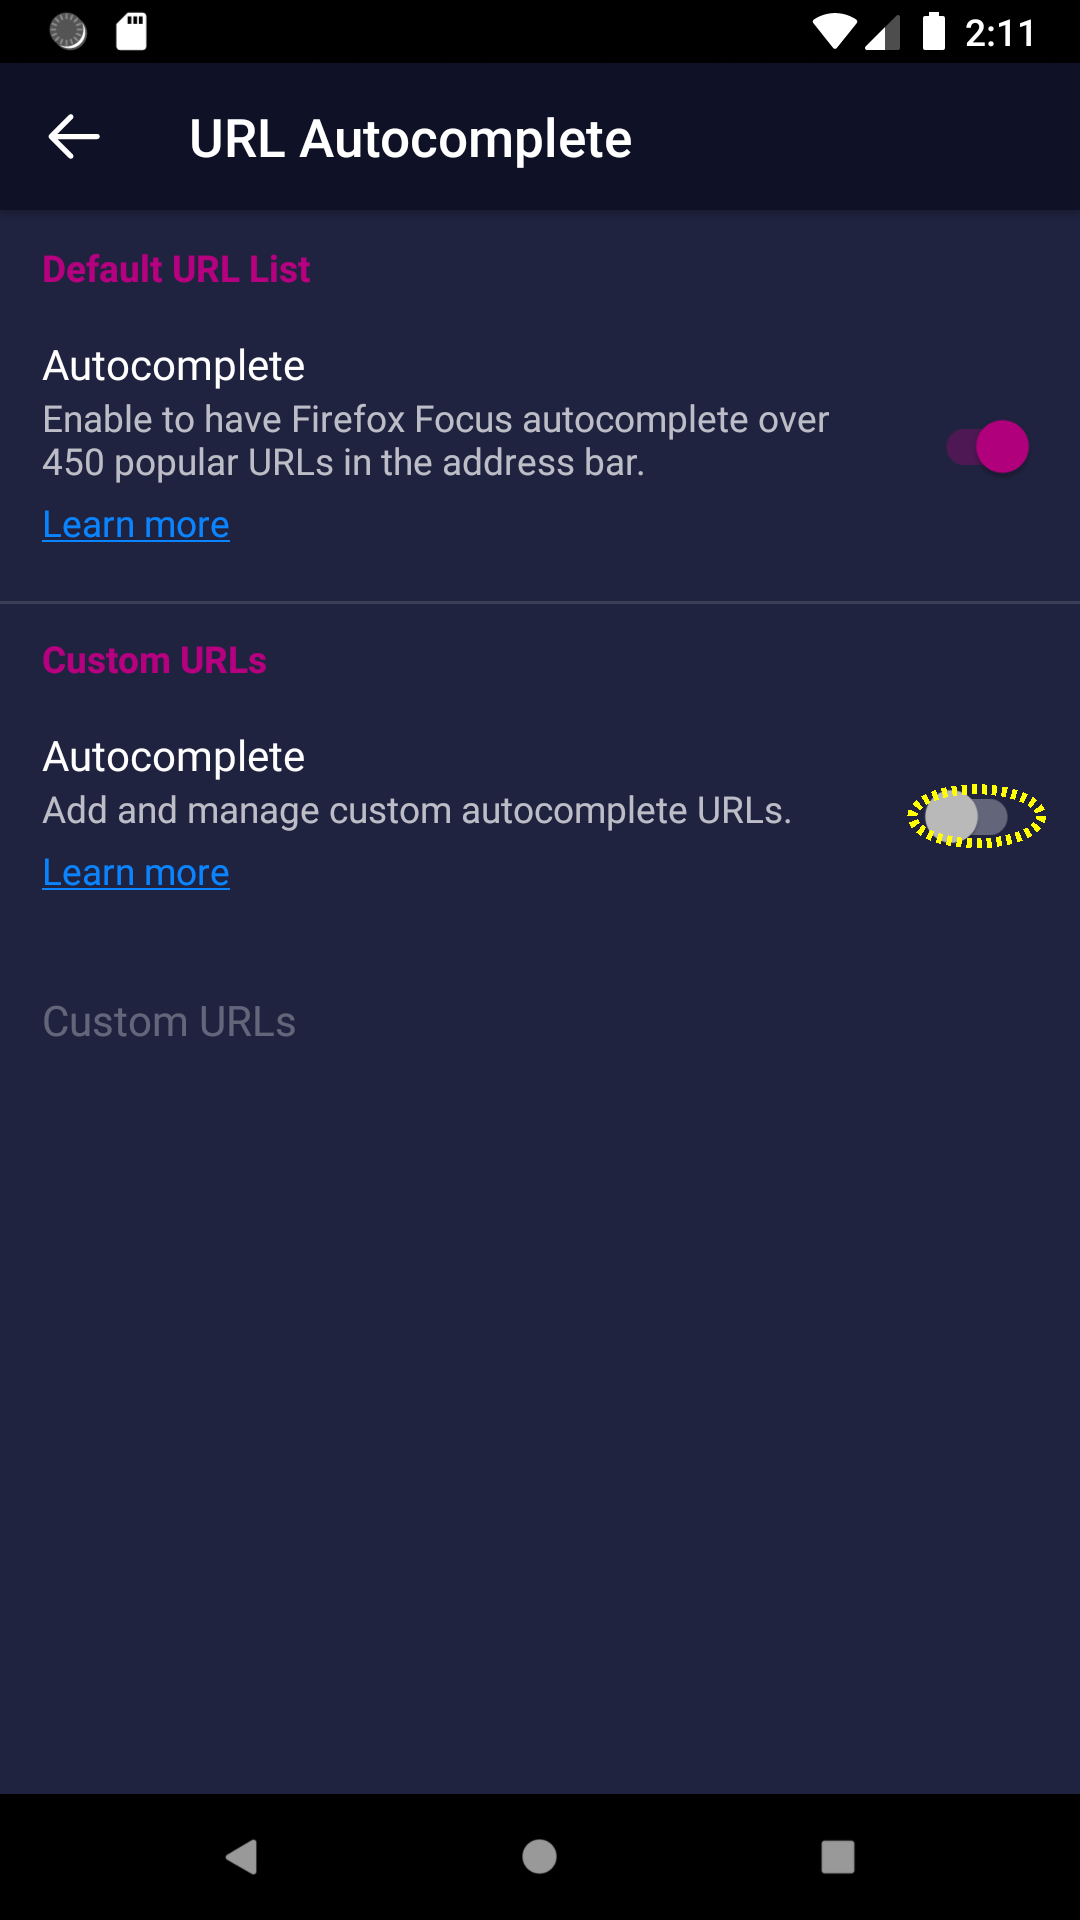 2:11
URL Autocomplete
Default URL List
Autocomplete
Enable to have Firefox Focus autocomplete over
450 popular URLs in the address bar.
Learn more
Custom URLs
Autocomplete
Add and manage custom autocomplete URLs.
Learn more
Custom URLs